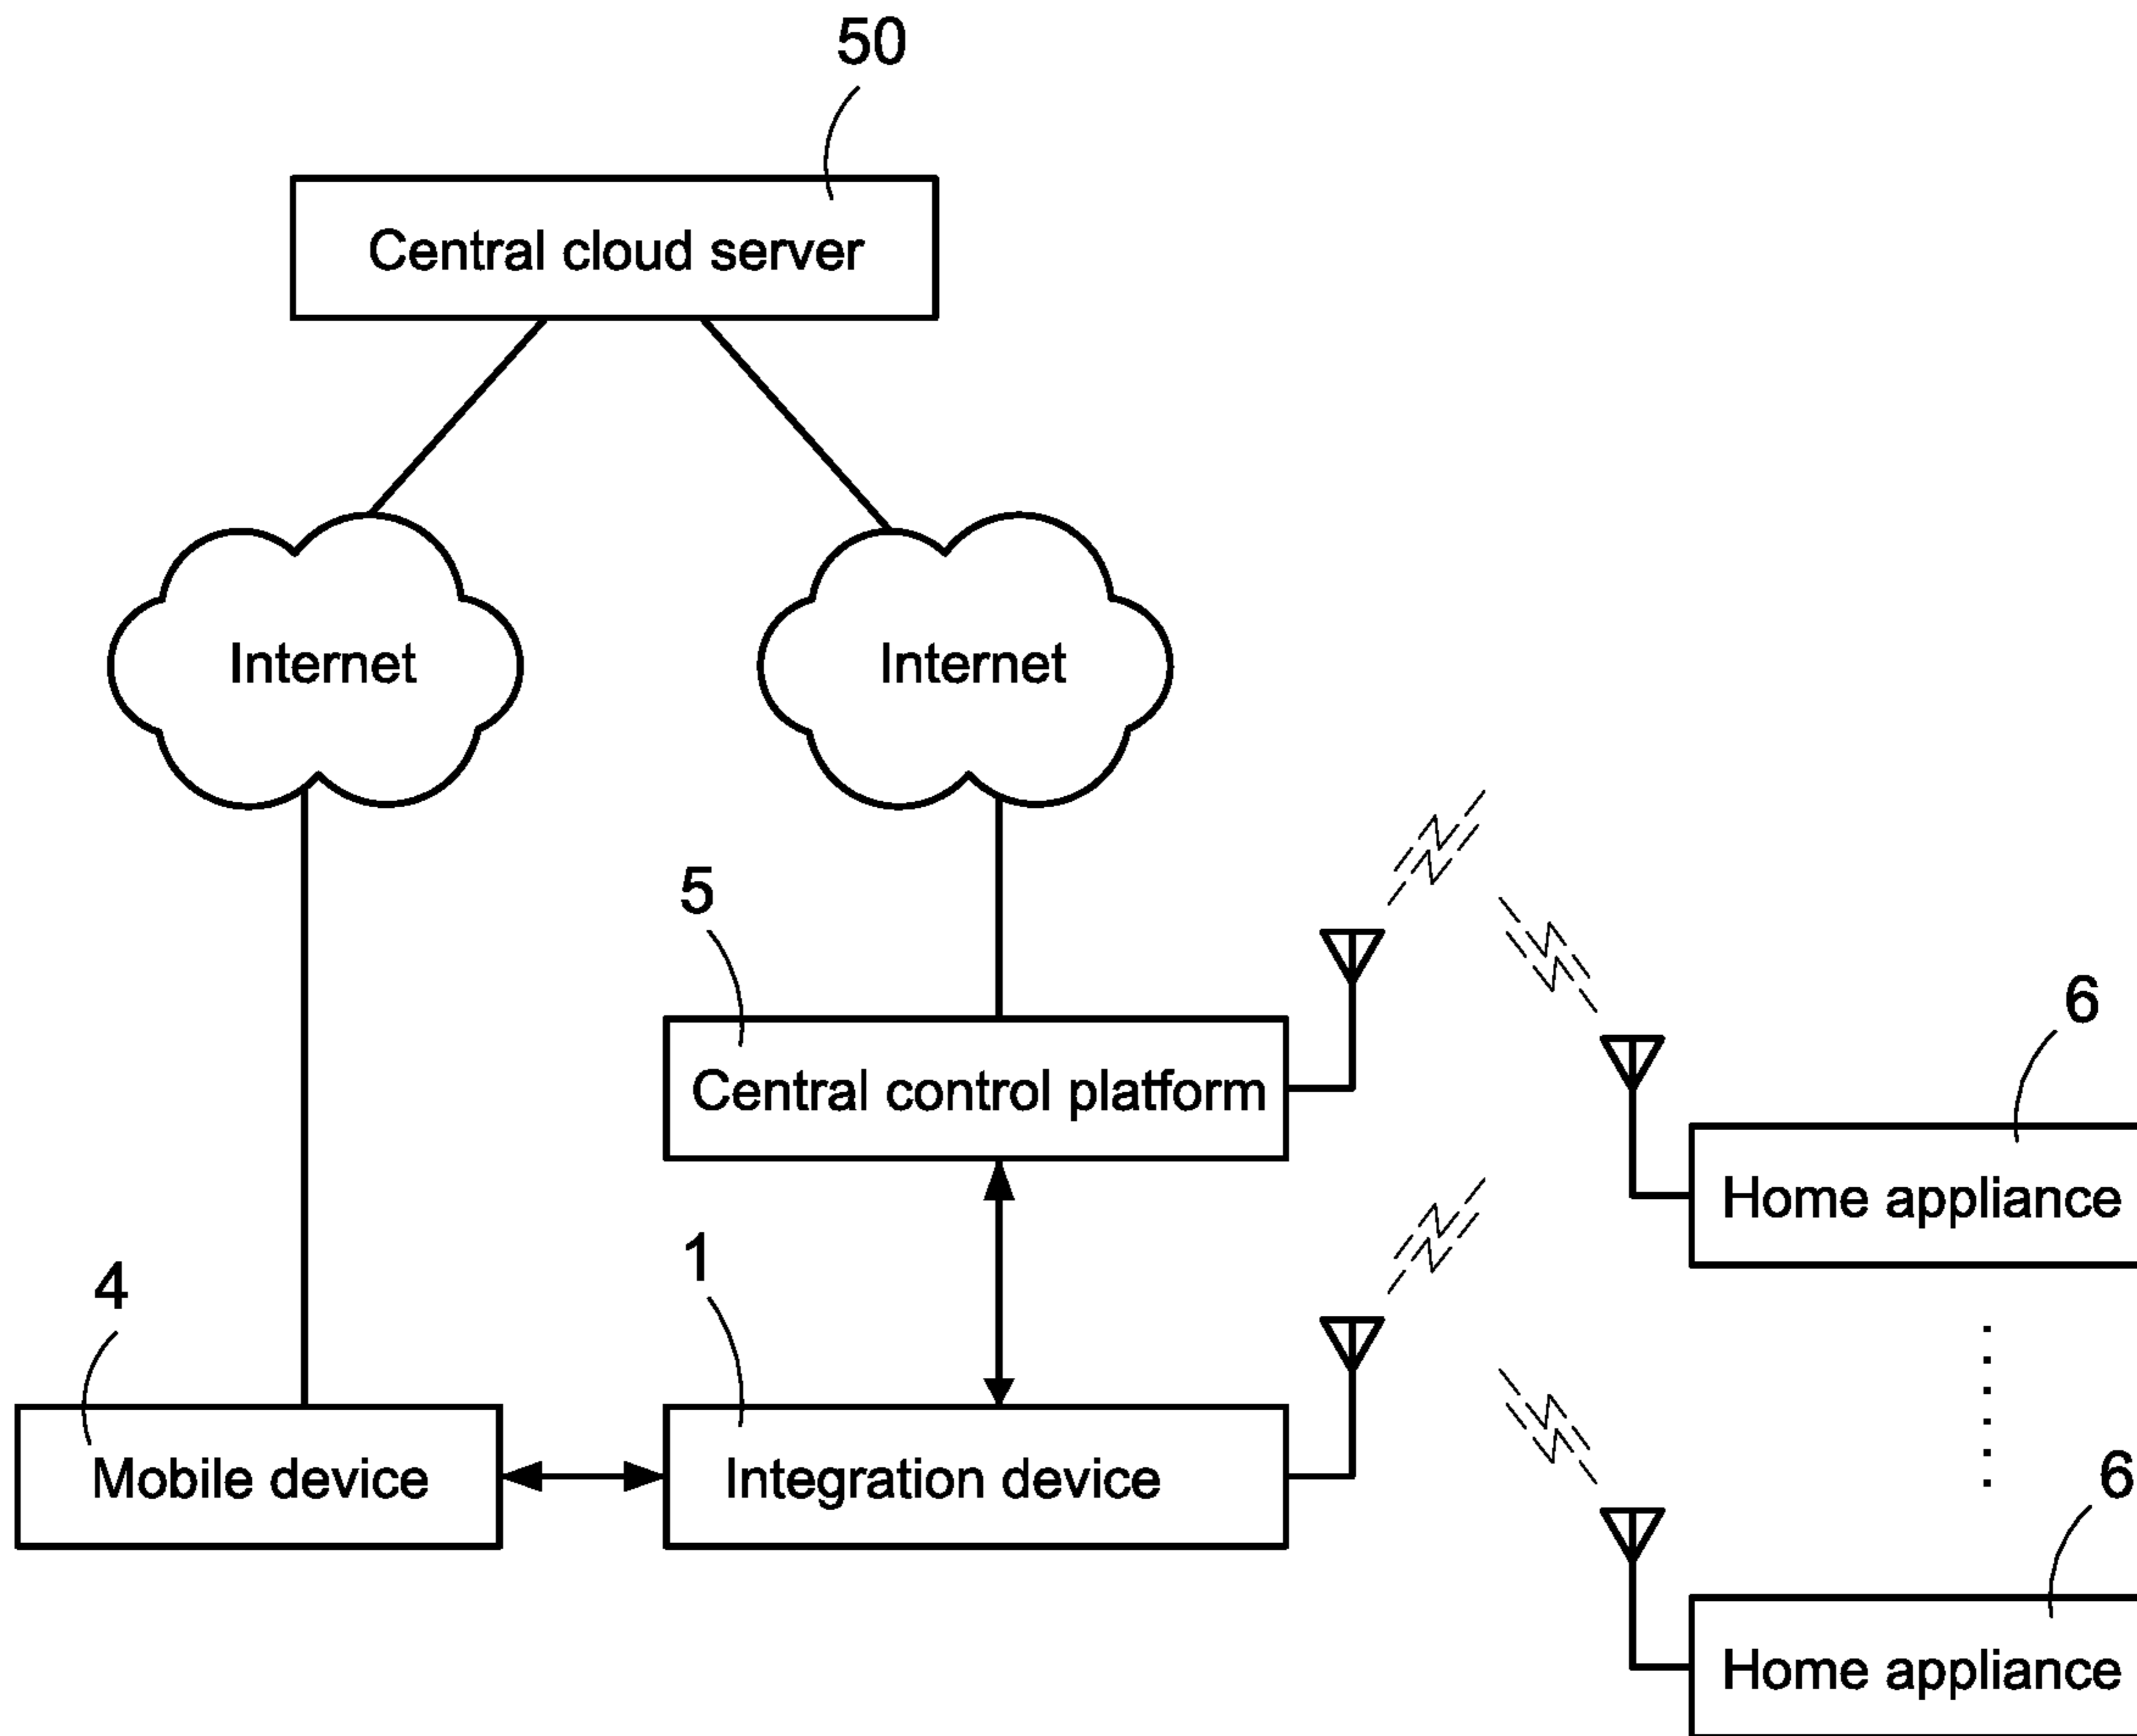 50
Central cloud server
Internet
Internet
5
Central control platform
6
Home appliance
4
Mobile device
1
Integration device
6
Home appliance